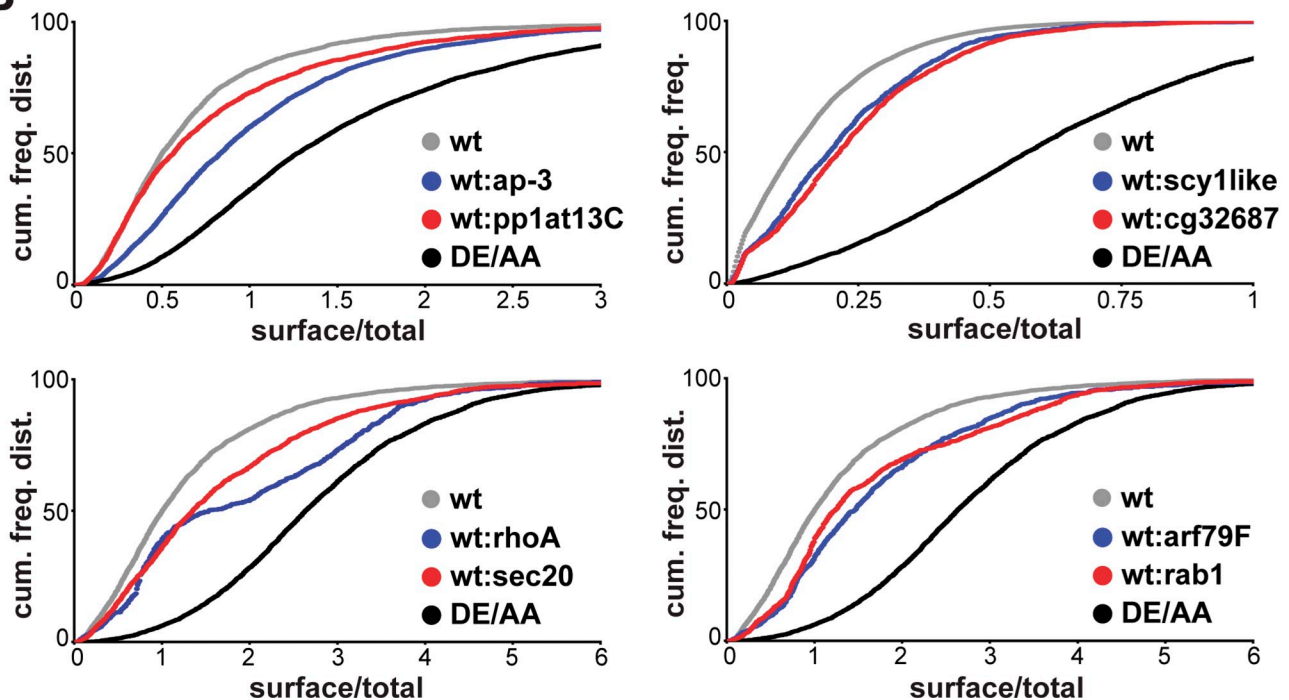 100
50
0
cum. freq. dist.
wt
wt:ap-3
wt:pp1at13C
DE/AA
0 0.5 1 1.5 2 2.5 3
surface/total
100
50
0
cum. freq. freq.
wt
wt:scy1like
wt:cg32687
DE/AA
0 0.25 0.5 0.75 1
surface/total
100
50
0
cum. freq. dist.
wt
wt:rhoA
wt:sec20
DE/AA
0 1 2 3 4 5 6
surface/total
100
50
0
cum. freq. dist.
wt
wt:arf79F
wt:rab1
DE/AA
0 1 2 3 4 5 6
surface/total